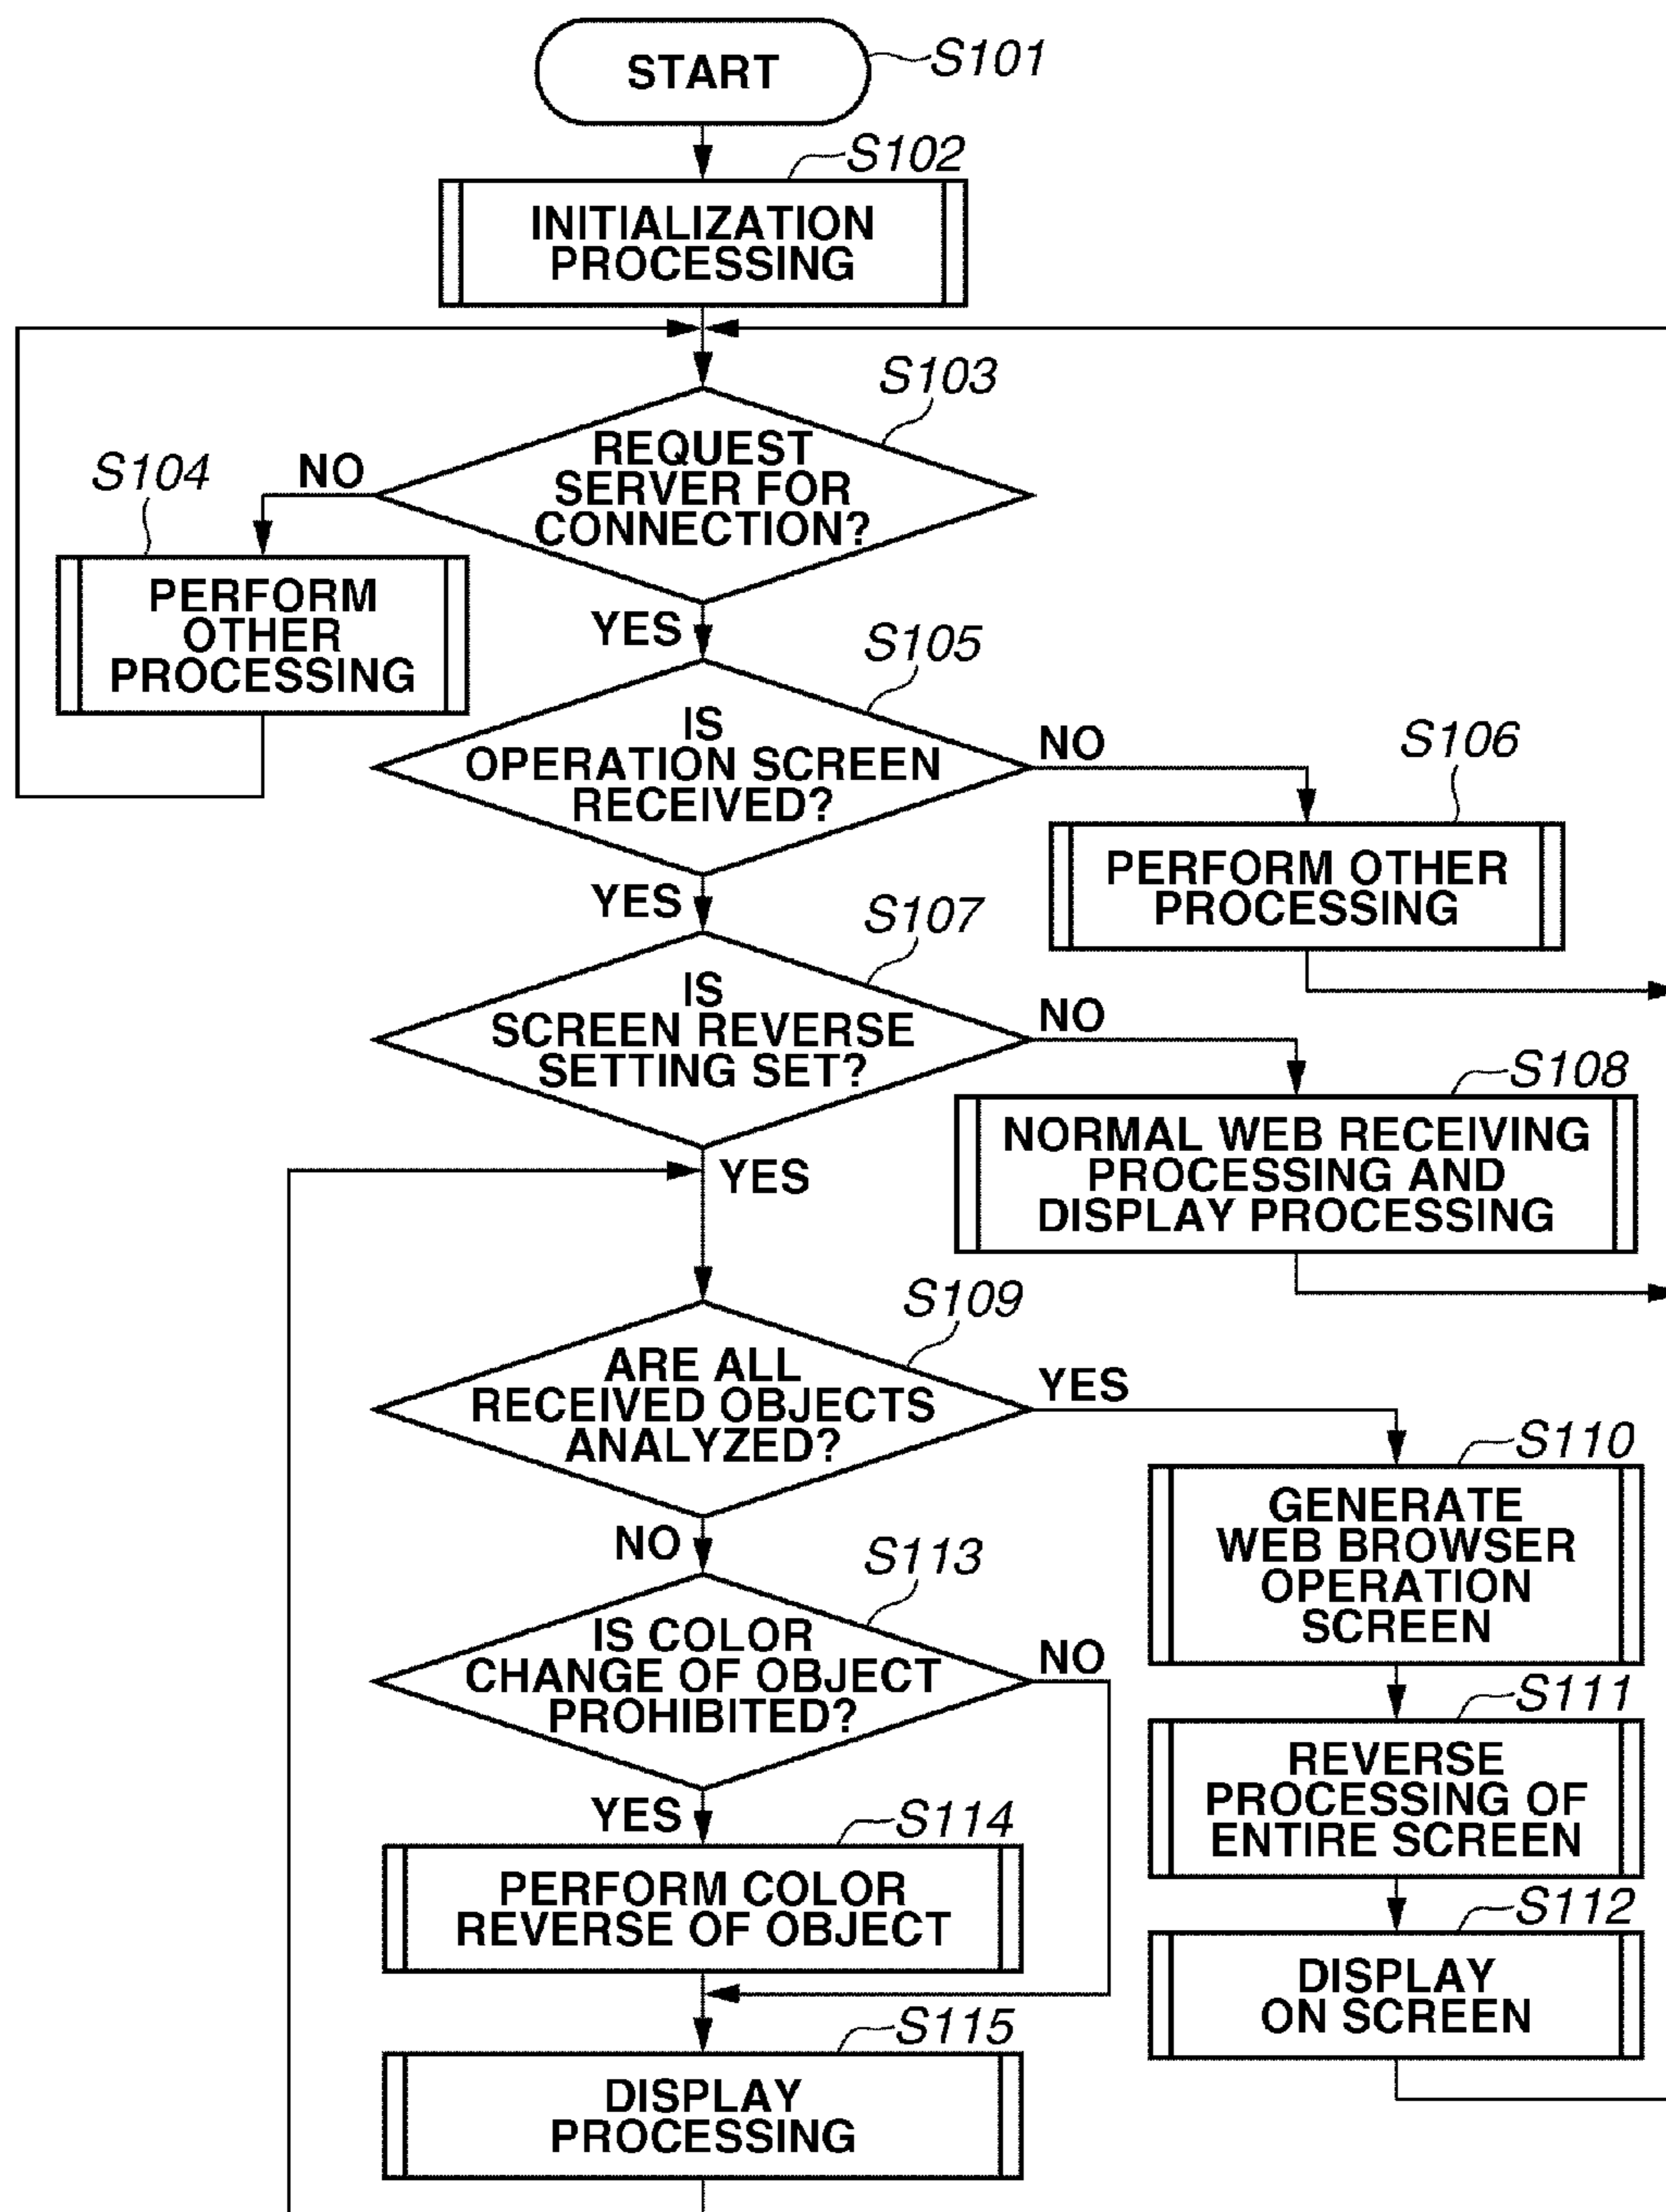 START
S101
S102
INITIALIZATION
PROCESSING
S103
REQUEST
SERVER FOR
CONNECTION?
NO
S104
PERFORM
OTHER
PROCESSING
YES
S105
IS
OPERATION SCREEN
RECEIVED?
NO
S106
PERFORM OTHER
PROCESSING
YES
S107
IS
SCREEN REVERSE
SETTING SET?
NO
S108
NORMAL WEB RECEIVING
PROCESSING AND
DISPLAY PROCESSING
YES
S109
ARE ALL
RECEIVED OBJECTS
ANALYZED?
YES
S110
GENERATE
WEB BROWSER
OPERATION
SCREEN
NO
S113
IS COLOR
CHANGE OF OBJECT
PROHIBITED?
NO
S111
REVERSE
PROCESSING OF
ENTIRE SCREEN
YES
S114
PERFORM COLOR
REVERSE OF OBJECT
S112
DISPLAY
ON SCREEN
S115
DISPLAY
PROCESSING